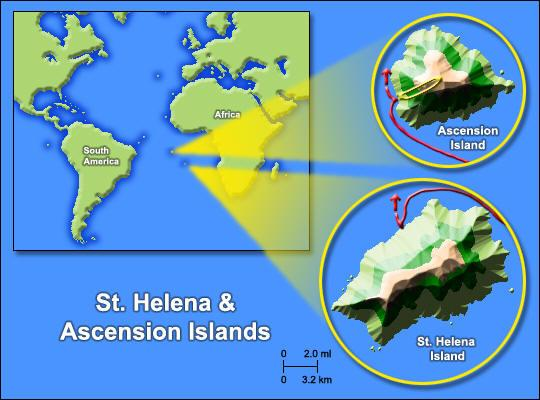 Africa
South
America
Ascension
Island
St. Helena &
Ascension Islands
St. Helena
Island
0 2.0 mi
0 3.2 km